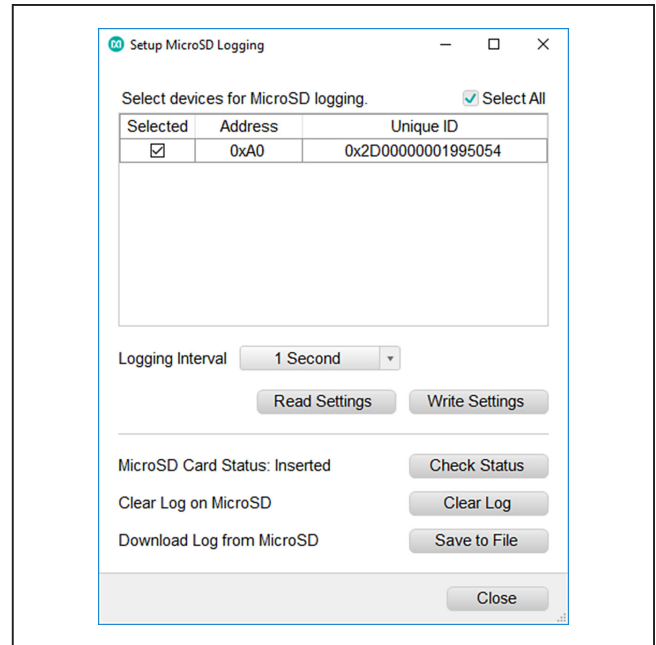 Setup MicroSD Logging
Select devices for MicroSD logging. Select All
Selected Address Unique ID
0xA0 0x2D00000001995054
Logging Interval 1 Second
Read Settings Write Settings
MicroSD Card Status: Inserted Check Status
Clear Log on MicroSD Clear Log
Download Log from MicroSD Save to File
Close